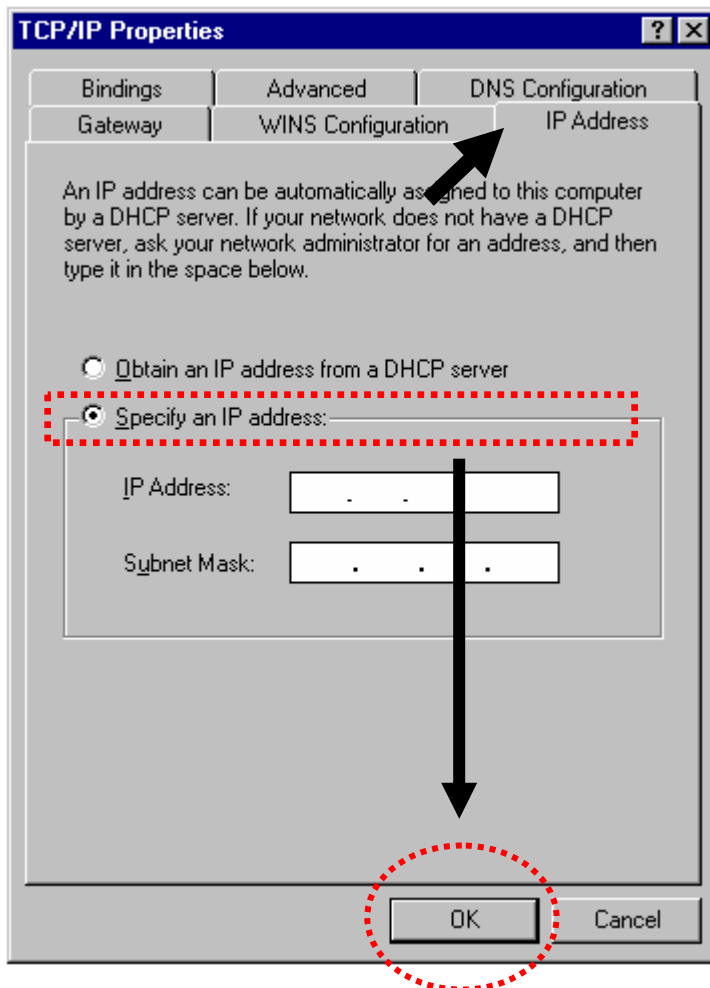 TCP/IP Properties
Bindings Advanced DNS Configuration
Gateway WINS Configuration IP Address
An IP address can be automatically assigned to this computer
by a DHCP server. If your network does not have a DHCP
server, ask your network administrator for an address, and then
type it in the space below.
Obtain an IP address from a DHCP server
Specify an IP address:
IP Address: . .
Subnet Mask: . . .
OK Cancel